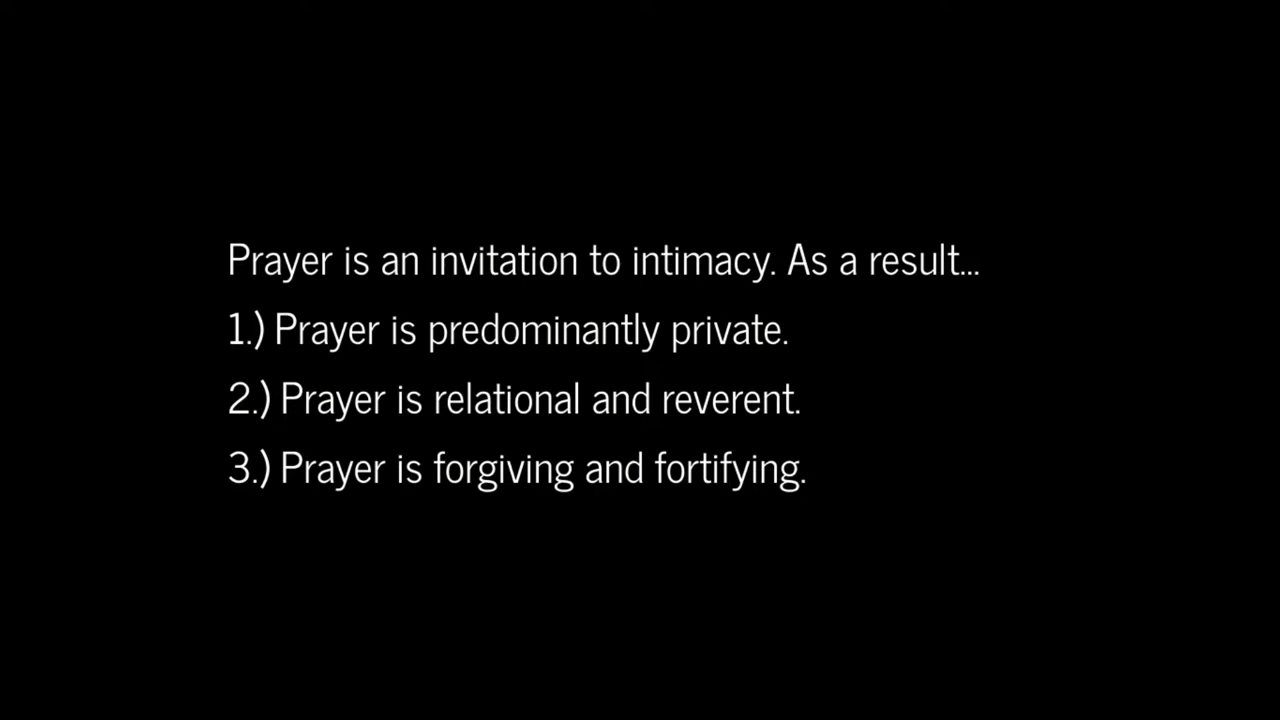 Prayer is an invitation to intimacy. As a result...
1.) Prayer is predominantly private.
2.) Prayer is relational and reverent.
3.) Prayer is forgiving and fortifying.